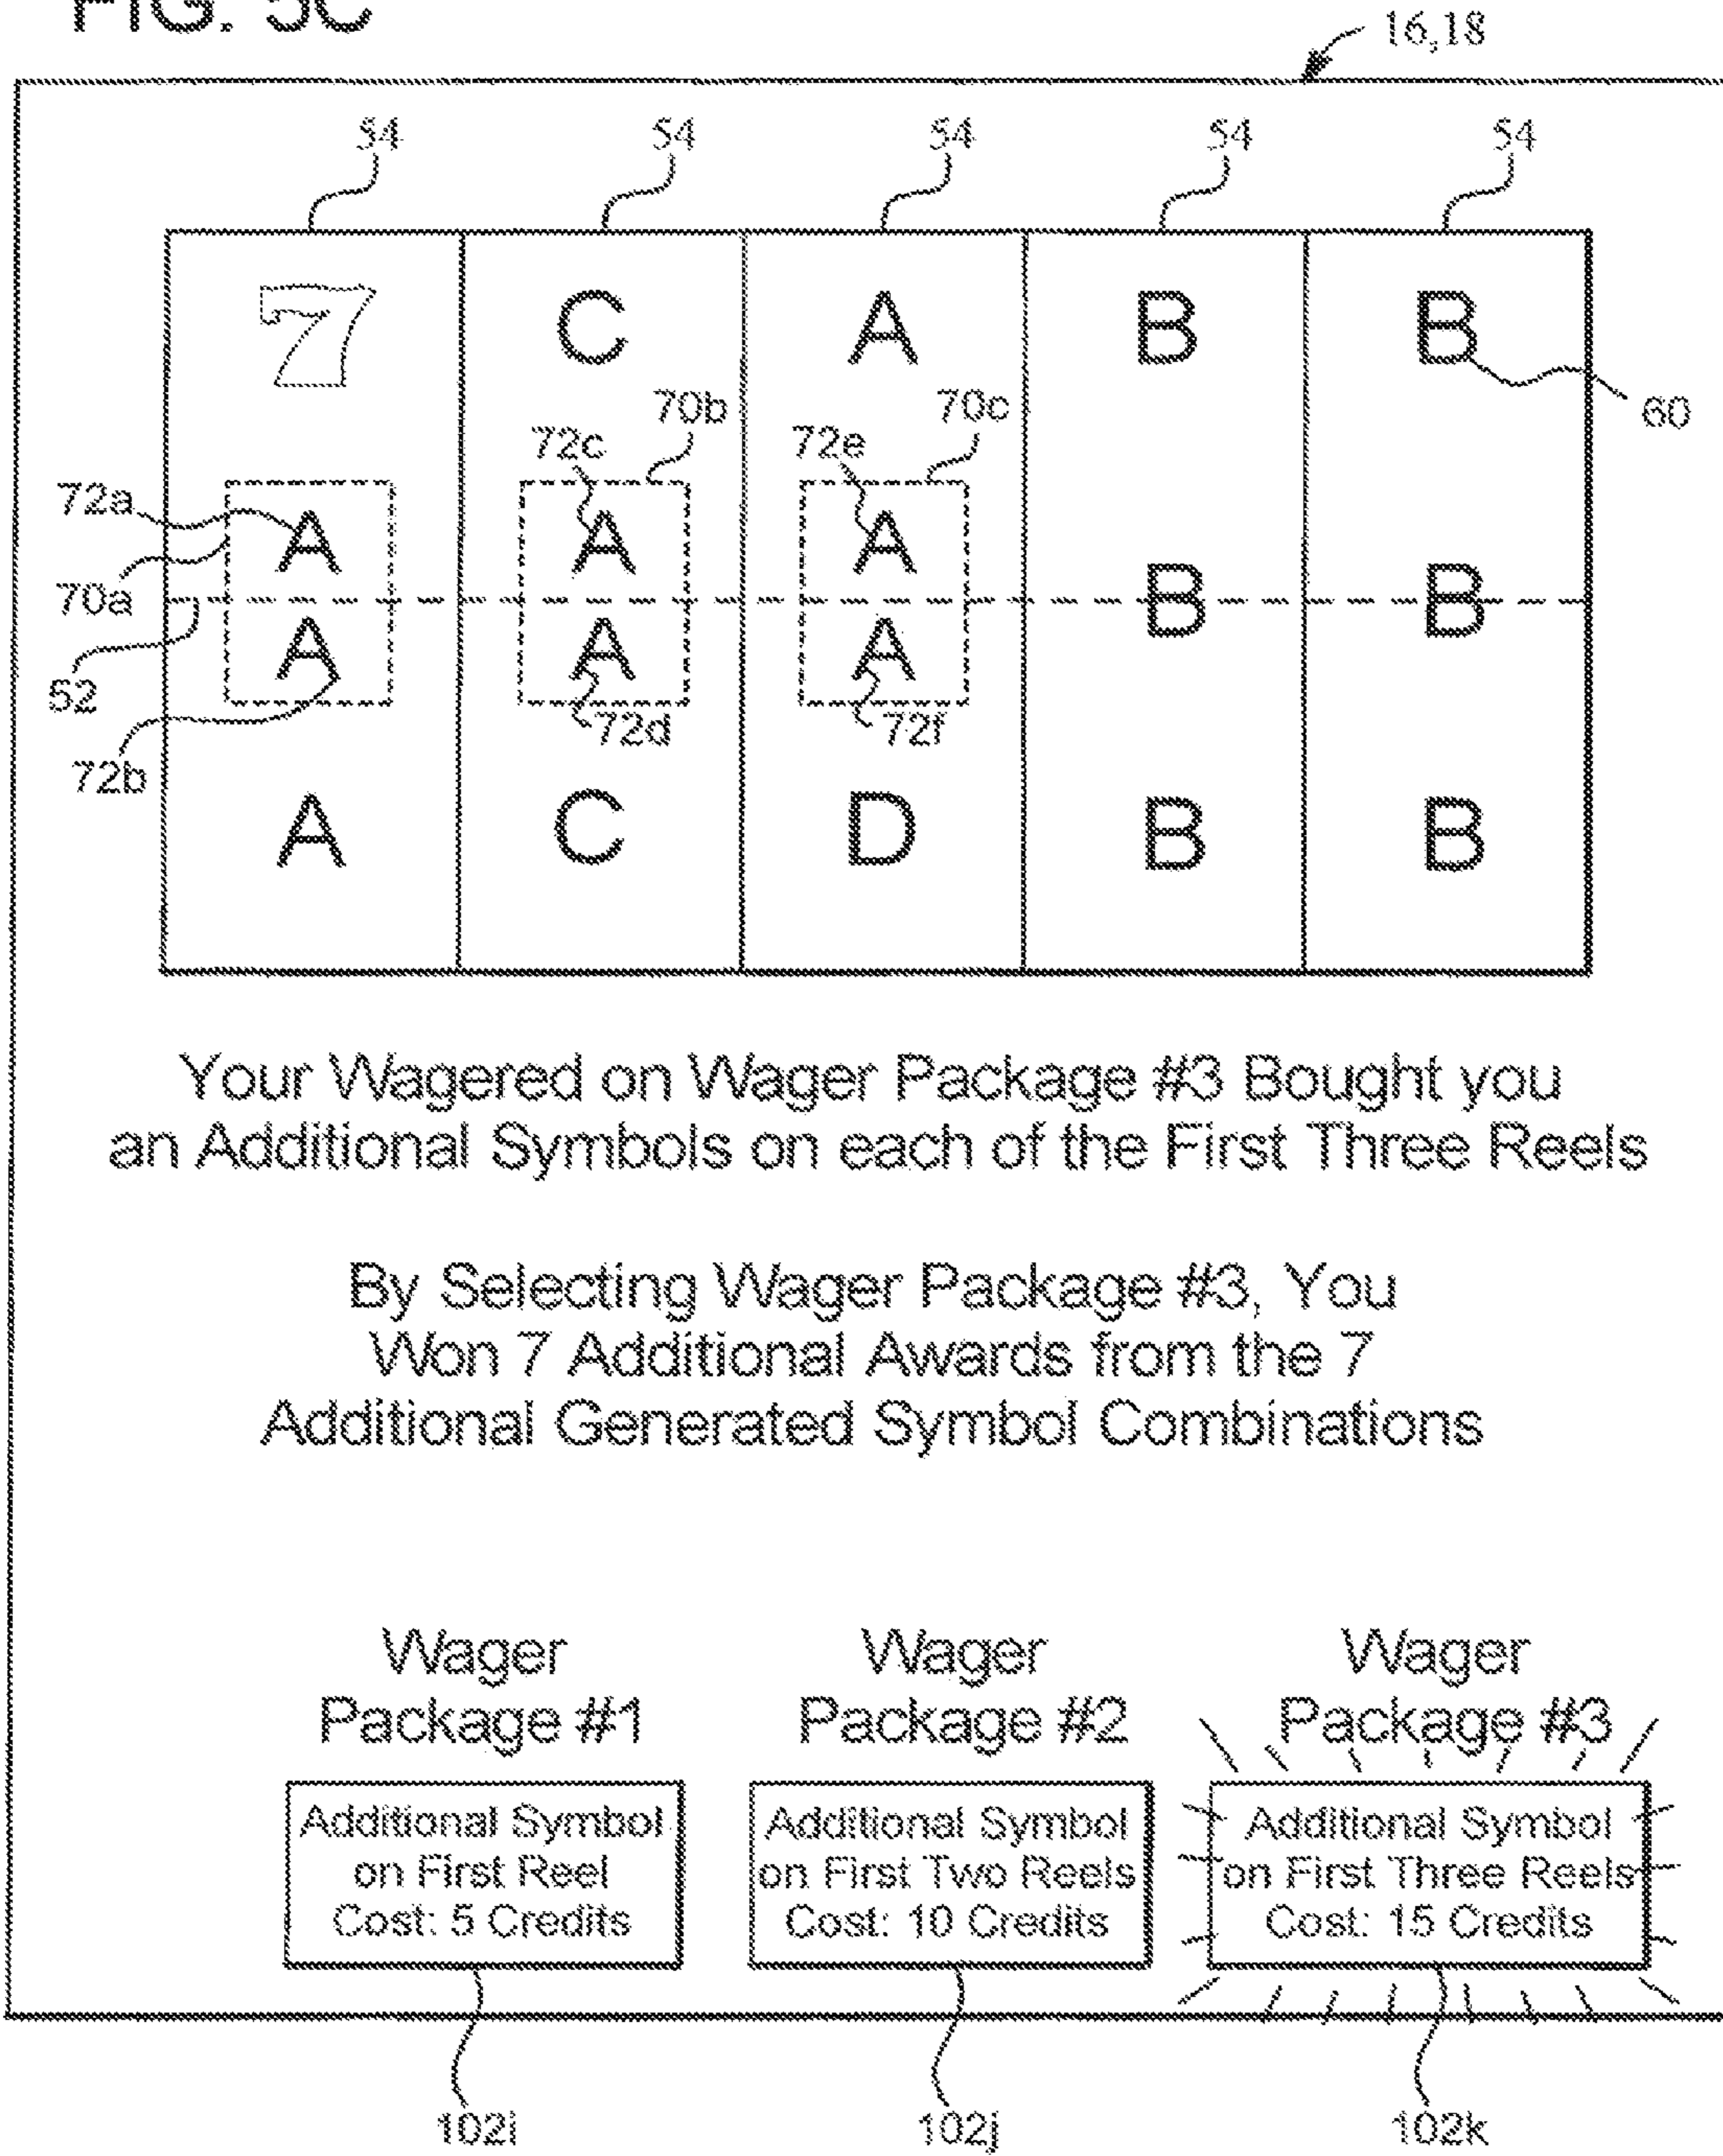 FIG. 5C
16,18
54 54 54 54 54
7 C A B B
60
70b 70c
72c 72e
72a
A A A
70a
B B
A A A
52
72d 72f
72b
A C D B B
Your Wagered on Wager Package #3 Bought you
an Additional Symbols on each of the First Three Reels
By Selecting Wager Package #3, You
Won 7 Additional Awards from the 7
Additional Generated Symbol Combinations
Wager
Package #1
Additional Symbol
on First Reel
Cost: 5 Credits
102i
Wager
Package #2
Additional Symbol
on First Two Reels
Cost: 10 Credits
102j
Wager
Package #3
Additional Symbol
on First Three Reels
Cost: 15 Credits
102k